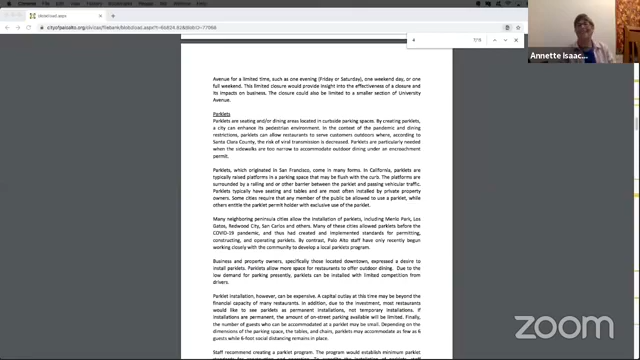 cityofpaloalto.org/civicax/filebank/blobdload.aspx
4
Annette Isaac...
Avenue for a limited time, such as one evening (Friday or Saturday), one weekend day, or one
full weekend. This limited closure would provide insight into the effectiveness of a closure and
its impacts on business. The closure could also be limited to a smaller section of University
Avenue.
Parklets
Parklets are seating and/or dining areas located in curbside parking spaces. By creating parklets,
a city can enhance its pedestrian environment. In the context of the pandemic and dining
restrictions, parklets can allow restaurants to serve customers outdoors where, according to
Santa Clara County, the risk of viral transmission is decreased. Parklets are particularly needed
when the sidewalks are too narrow to accommodate outdoor dining under an encroachment
permit.
Parklets, which originated in San Francisco, come in many forms. In California, parklets are
typically raised platforms in a parking space that may be flush with the curb. The platforms are
surrounded by a railing and/or other barrier between the parklet and passing vehicular traffic.
Parklets typically have seating and tables and are most often installed by private property
owners. Some cities require that any member of the public be allowed to use a parklet, while
others entitle the parklet permit holder with exclusive use of the parklet.
Many neighboring peninsula cities allow the installation of parklets, including Menlo Park, Los
Gatos, Redwood City, San Carlos and others. Many of these cities allowed parklets before the
COVID-19 pandemic, and thus had created and implemented standards for permitting,
constructing, and operating parklets. By contrast, Palo Alto staff have only recently begun
working closely with the community to develop a local parklets program.
Business and property owners, specifically those located downtown, expressed a desire to
install parklets. Parklets allow more space for restaurants to offer outdoor dining. Due to the
low demand for parking presently, parklets can be installed with limited competition from
drivers.
Parklet installation, however, can be expensive. A capital outlay at this time may be beyond the
financial capacity of many restaurants. In addition, due to the investment, most restaurants
would like to see parklets as permanent installations, not temporary installations. If
installations are permanent, the amount of on-street parking available will be limited. Finally,
the number of guests who can be accommodated at a parklet may be small. Depending on the
dimensions of the parking space, the tables, and chairs, parklets may accommodate as few as 6
guests while 6-foot social distancing remains in place.
Staff recommend creating a parklet program. The program would establish minimum parklet
zoom